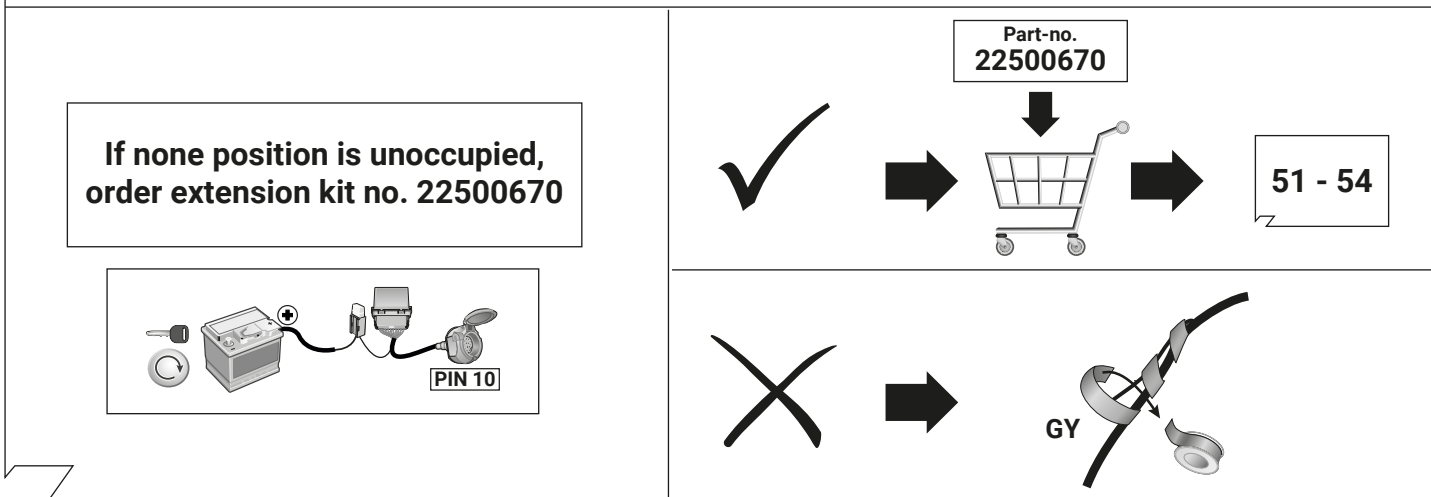 If none position is unoccupied,
order extension kit no. 22500670
PIN 10
Part-no.
22500670
51 - 54
GY